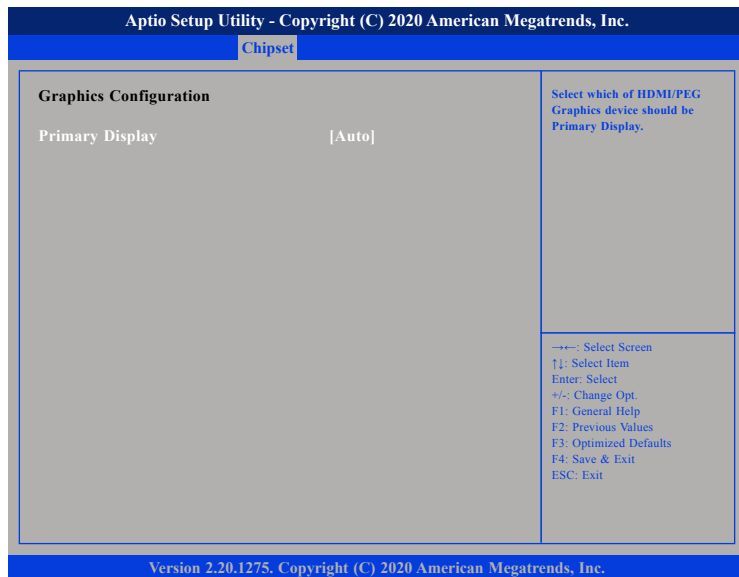 Aptio Setup Utility - Copyright (C) 2020 American Megatrends, Inc.
Chipset
Graphics Configuration
Primary Display [Auto]
Select which of HDMI/PEG
Graphics device should be
Primary Display.
→←: Select Screen
↑↓: Select Item
Enter: Select
+/-: Change Opt.
F1: General Help
F2: Previous Values
F3: Optimized Defaults
F4: Save & Exit
ESC: Exit
Version 2.20.1275. Copyright (C) 2020 American Megatrends, Inc.